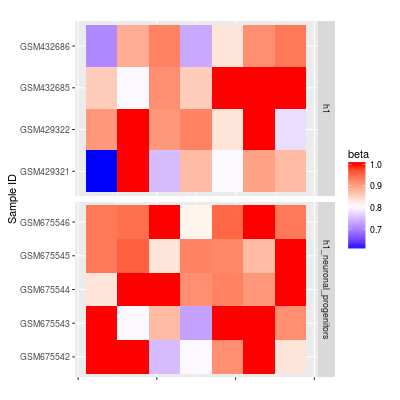 GSM432686
GSM432685
GSM429322
GSM429321
h1
GSM675546
GSM675545
GSM675544
GSM675543
GSM675542
h1_neuronal_progenitors
Sample ID
beta
1.0
0.9
0.8
0.7